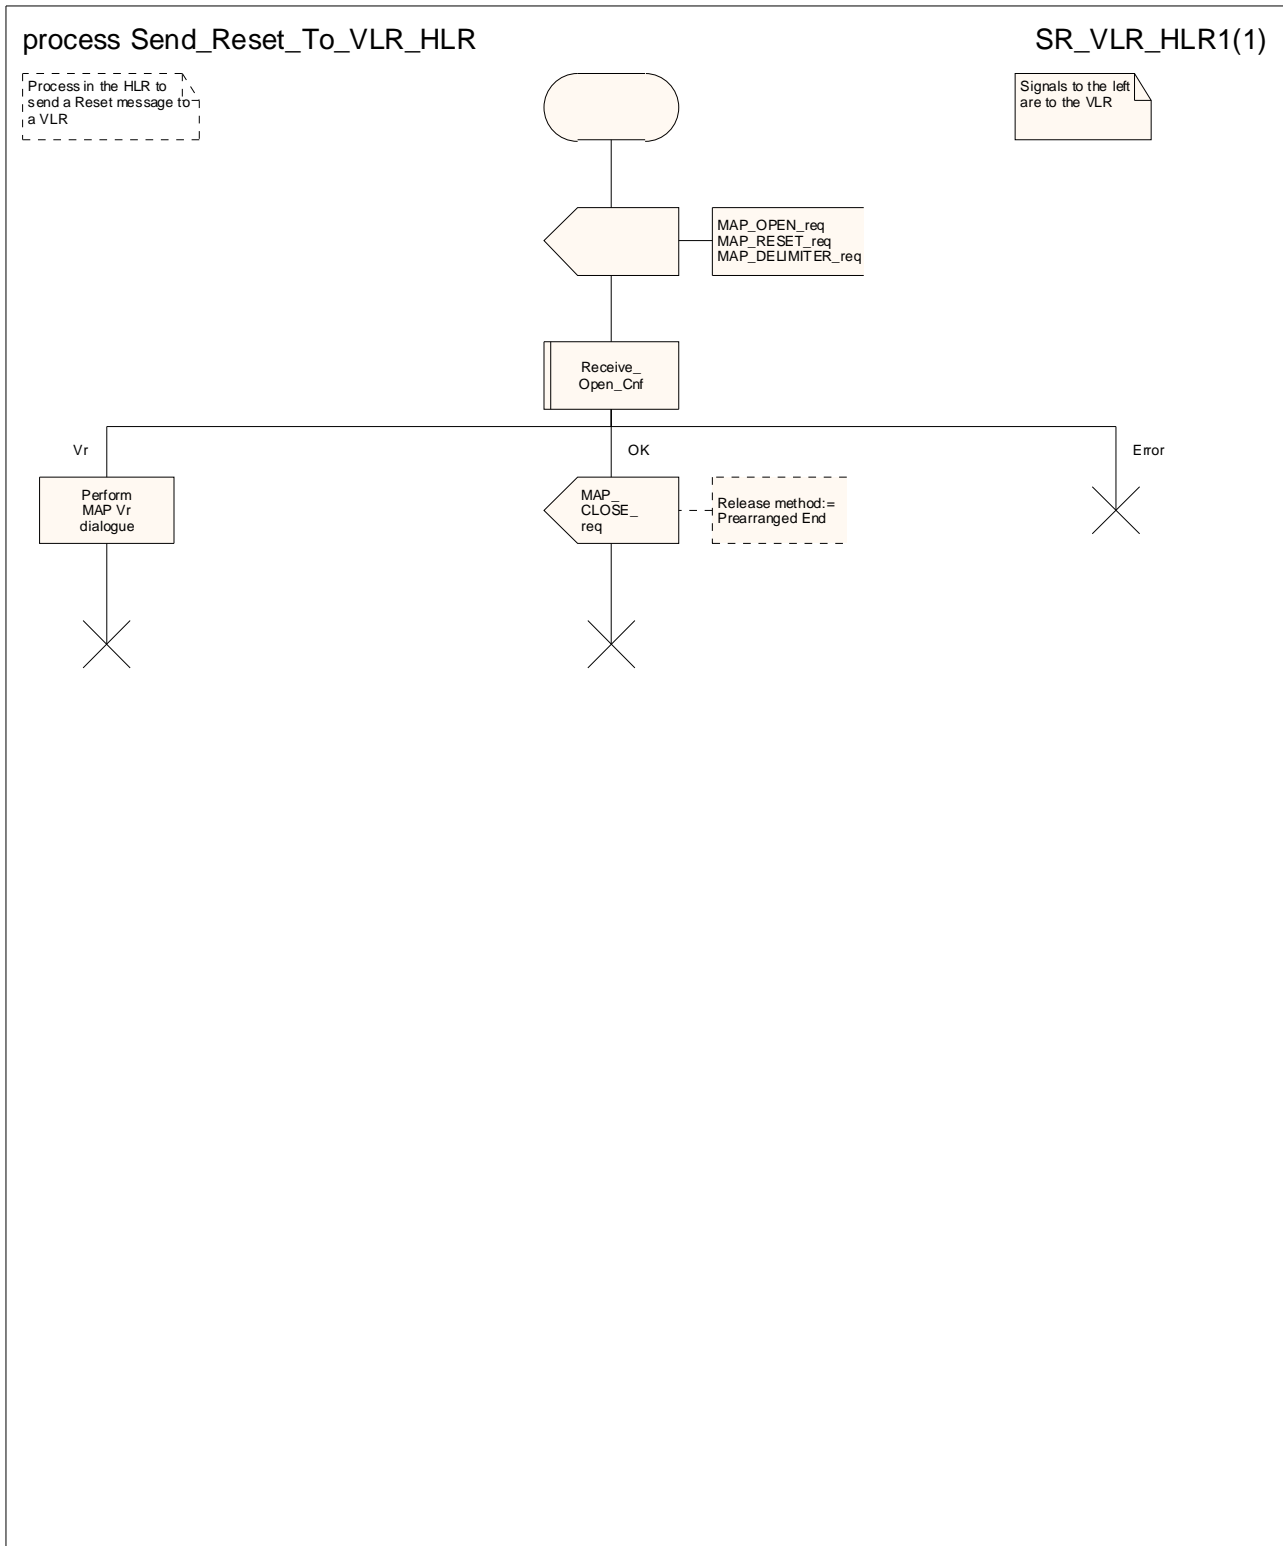 process Send_Reset_To_VLR_HLR
SR_VLR_HLR1(1)
Process in the HLR to
send a Reset message to
a VLR
Signals to the left
are to the VLR
MAP_OPEN_req
MAP_RESET_req
MAP_DELIMITER_req
Receive_
Open_Cnf
Vr
OK
Error
Perform
MAP Vr
dialogue
MAP_
CLOSE_
req
Release method:=
Prearranged End